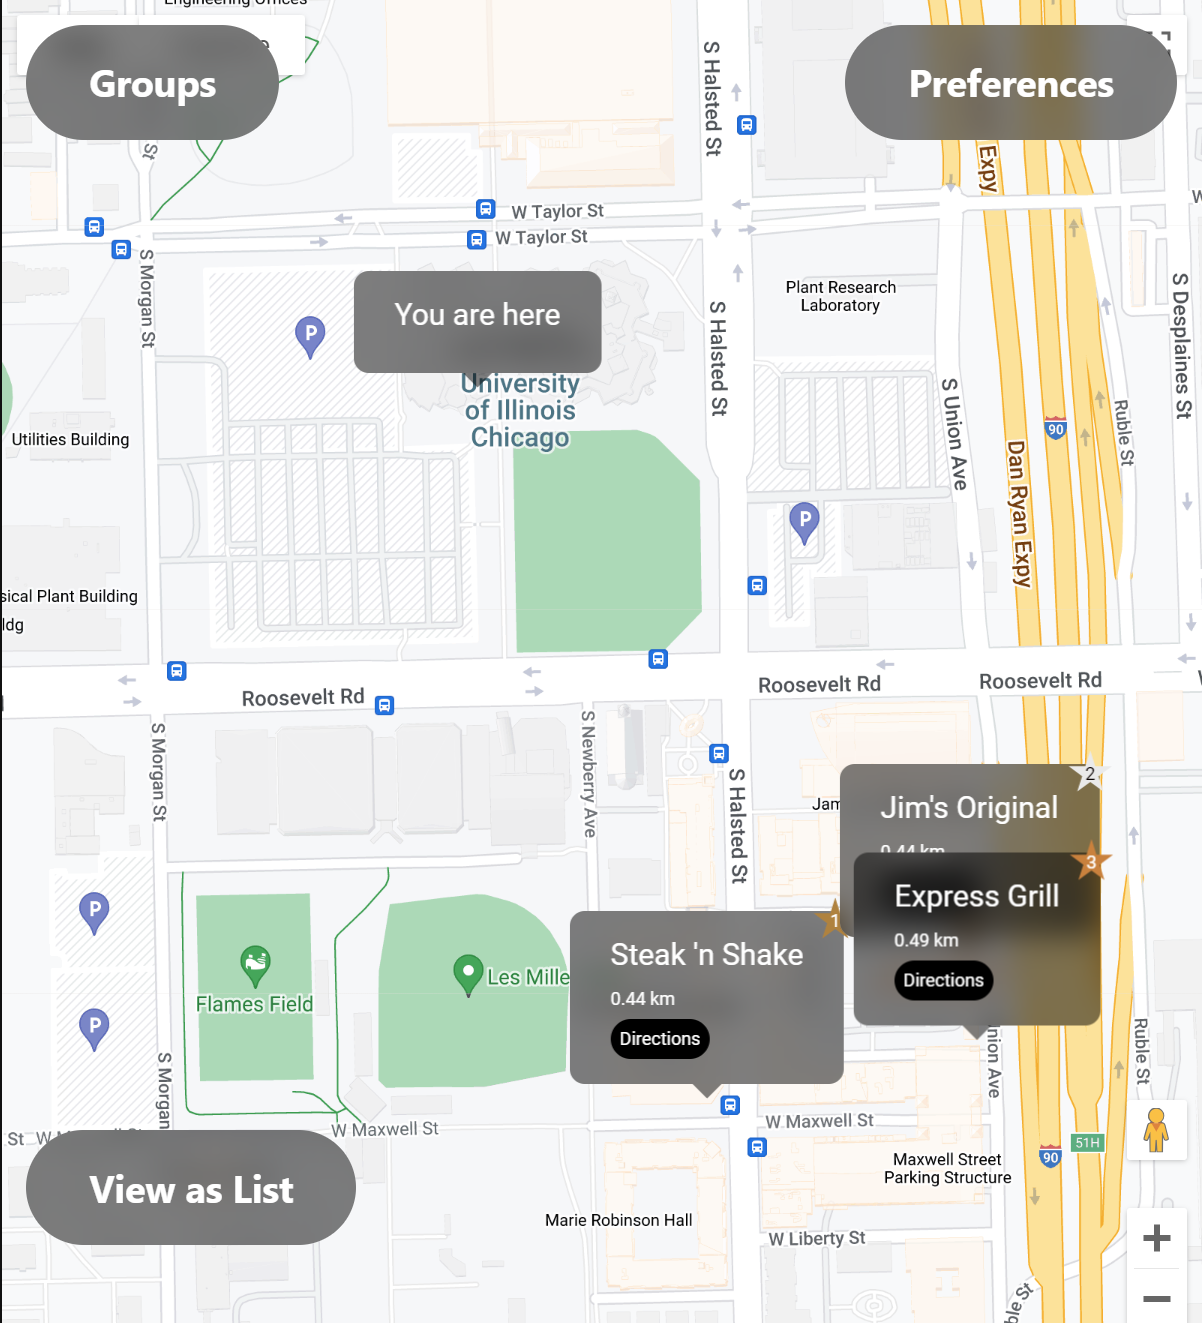 Engineering Offices
Groups
Preferences
St
S Halsted St
Expy
W Taylor St
W Taylor St
S Morgan St
Plant Research
Laboratory
S Desplaines St
You are here
P
S Halsted St
University
of Illinois
Chicago
S Union Ave
Ruble St
90
Utilities Building
Dan Ryan Expy
P
sical Plant Building
ldg
Roosevelt Rd
Roosevelt Rd
Roosevelt Rd
S Morgan St
S Newberry Ave
S Halsted St
2
Jim's Original
0.44 km
Jam
3
Express Grill
0.49 km
Directions
1
Steak 'n Shake
0.44 km
Directions
P
Flames Field
Les Mille
P
S Morgan
nion Ave
Ruble St
St
W Maxwell St
W Maxwell St
51H
90
Maxwell Street
Parking Structure
View as List
Marie Robinson Hall
W Liberty St
+
ble St
−